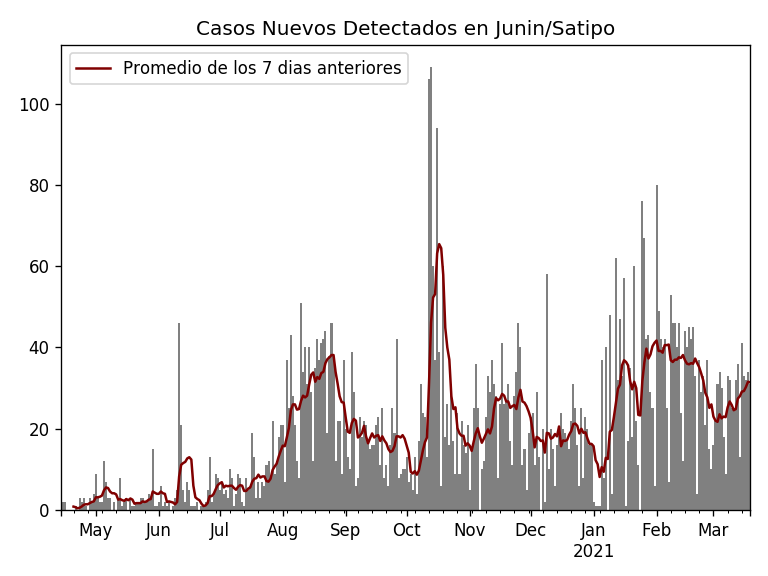 Casos Nuevos Detectados en Junin/Satipo
Promedio de los 7 dias anteriores
100
80
60
40
20
0
May Jun Jul Aug Sep Oct Nov Dec Jan Feb Mar
2021